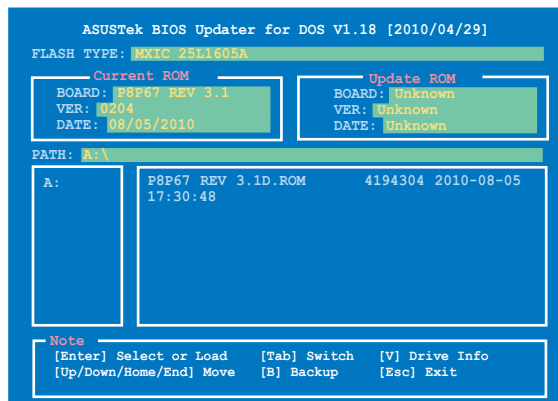 ASUSTek BIOS Updater for DOS V1.18 [2010/04/29]
FLASH TYPE: MXIC 25L1605A
Current ROM
BOARD: P8P67 REV 3.1
VER: 0204
DATE: 08/05/2010
Update ROM
BOARD: Unknown
VER: Unknown
DATE: Unknown
PATH: A:\
A:
P8P67 REV 3.1D.ROM 4194304 2010-08-05
17:30:48
Note
[Enter] Select or Load [Tab] Switch [V] Drive Info
[Up/Down/Home/End] Move [B] Backup [Esc] Exit